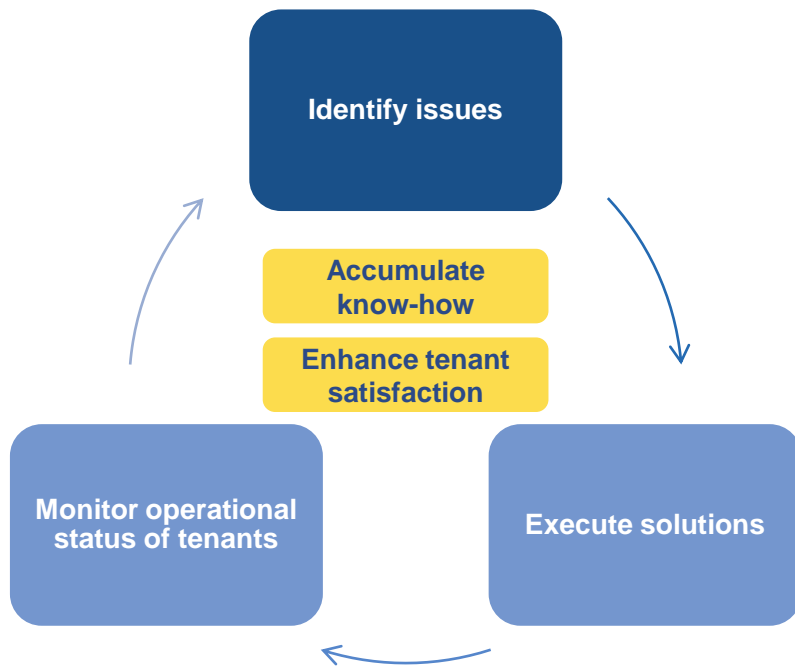 Identify issues
Accumulate
know-how
Enhance tenant
satisfaction
Monitor operational
status of tenants
Execute solutions